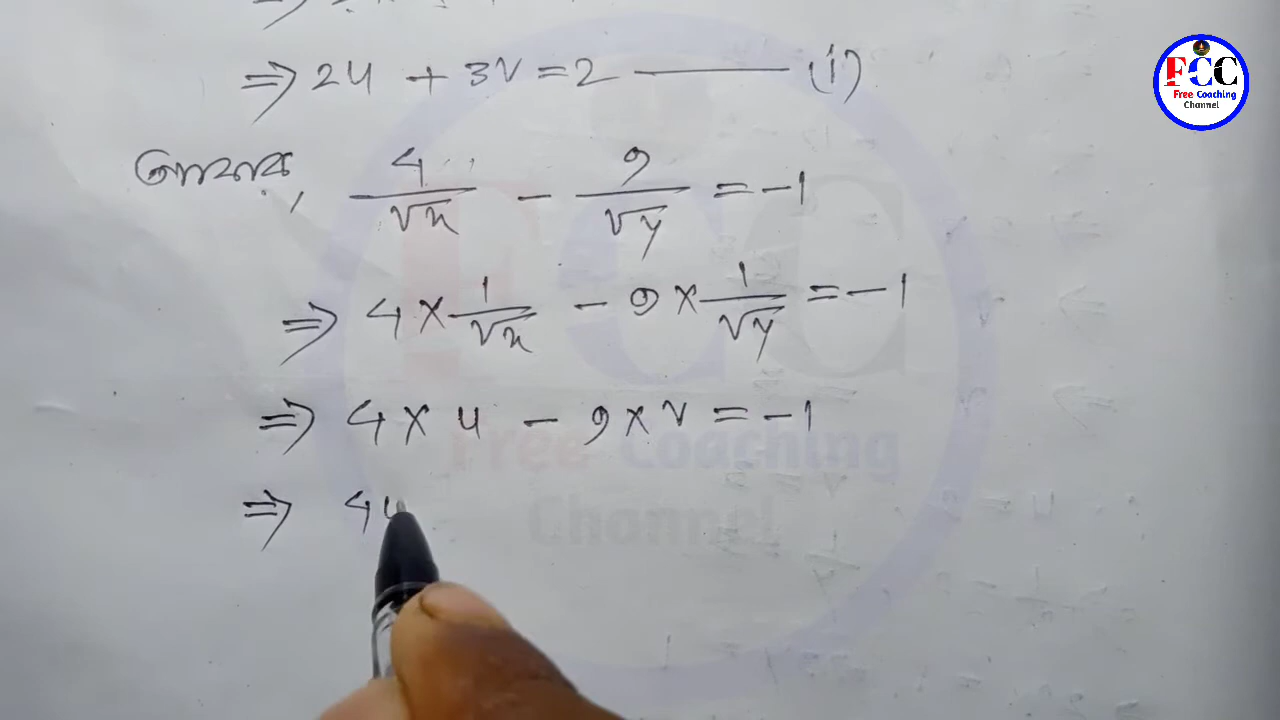 ⇒ 2u + 3v = 2 ——— (i)
আবার, 4/√x - 9/√y = -1
⇒ 4 × 1/√x - 9 × 1/√y = -1
⇒ 4 × u - 9 × v = -1
⇒ 4u
FCC
Free Coaching
Channel
FCC
Free Coaching
Channel